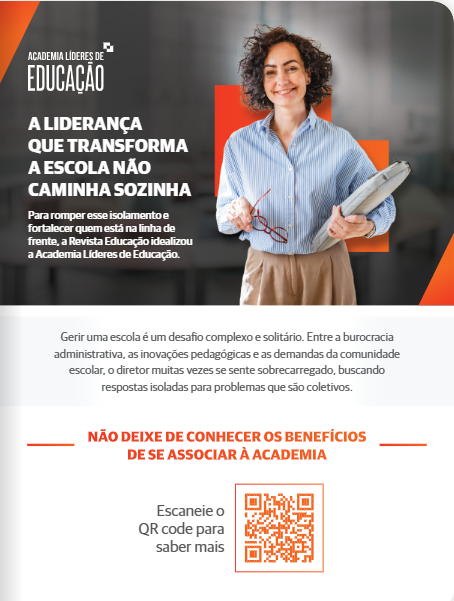 ACADEMIA LÍDERES DE
EDUCAÇÃO
A LIDERANÇA
QUE TRANSFORMA
A ESCOLA NÃO
CAMINHA SOZINHA
Para romper esse isolamento e
fortalecer quem está na linha de
frente, a Revista Educação idealizou
a Academia Líderes de Educação.
Gerir uma escola é um desafio complexo e solitário. Entre a burocracia
administrativa, as inovações pedagógicas e as demandas da comunidade
escolar, o diretor muitas vezes se sente sobrecarregado, buscando
respostas isoladas para problemas que são coletivos.
NÃO DEIXE DE CONHECER OS BENEFÍCIOS
DE SE ASSOCIAR À ACADEMIA
Escaneie o
QR code para
saber mais